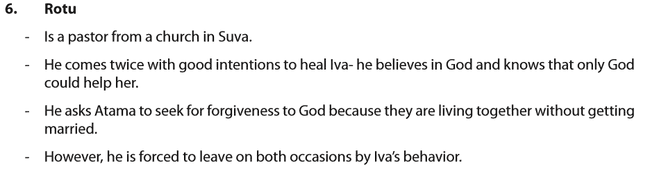 6. Rotu
- Is a pastor from a church in Suva.
- He comes twice with good intentions to heal Iva- he believes in God and knows that only God
could help her.
- He asks Atama to seek for forgiveness to God because they are living together without getting
married.
- However, he is forced to leave on both occasions by Iva’s behavior.